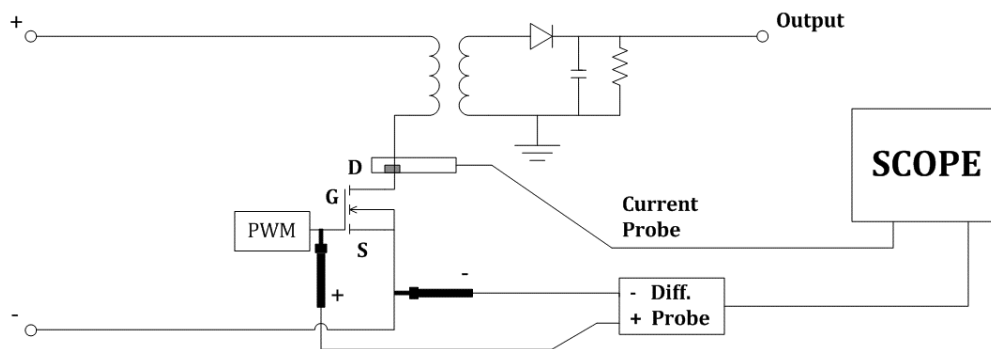 +
Output
SCOPE
D
G
Current
Probe
PWM
S
-
+
- Diff.
+ Probe
-